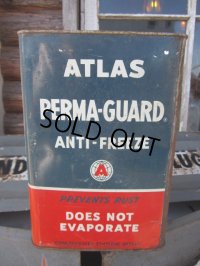 ATLAS
PERMA-GUARD
SOLD OUT
ANTI-FREEZE
A
PREVENTS RUST
DOES NOT
EVAPORATE